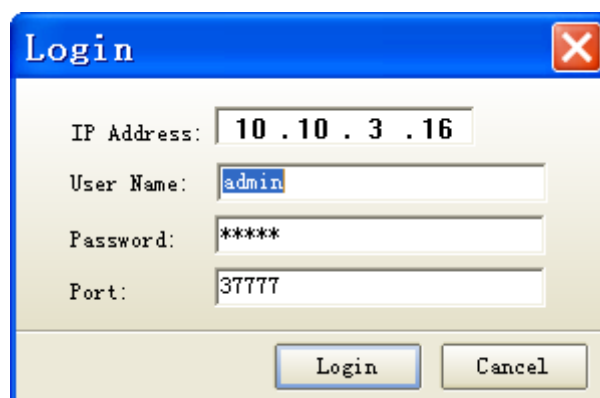 Login
IP Address: 10 .10 . 3 .16
User Name: admin
Password: *****
Port: 37777
Login Cancel